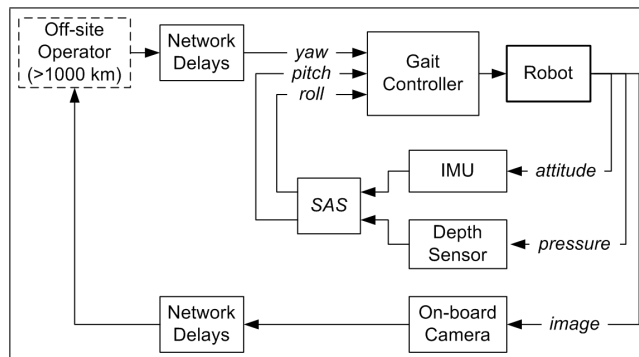 Off-site
Operator
(>1000 km)
Network
Delays
yaw
pitch
roll
Gait
Controller
Robot
SAS
IMU
attitude
Depth
Sensor
pressure
Network
Delays
On-board
Camera
image